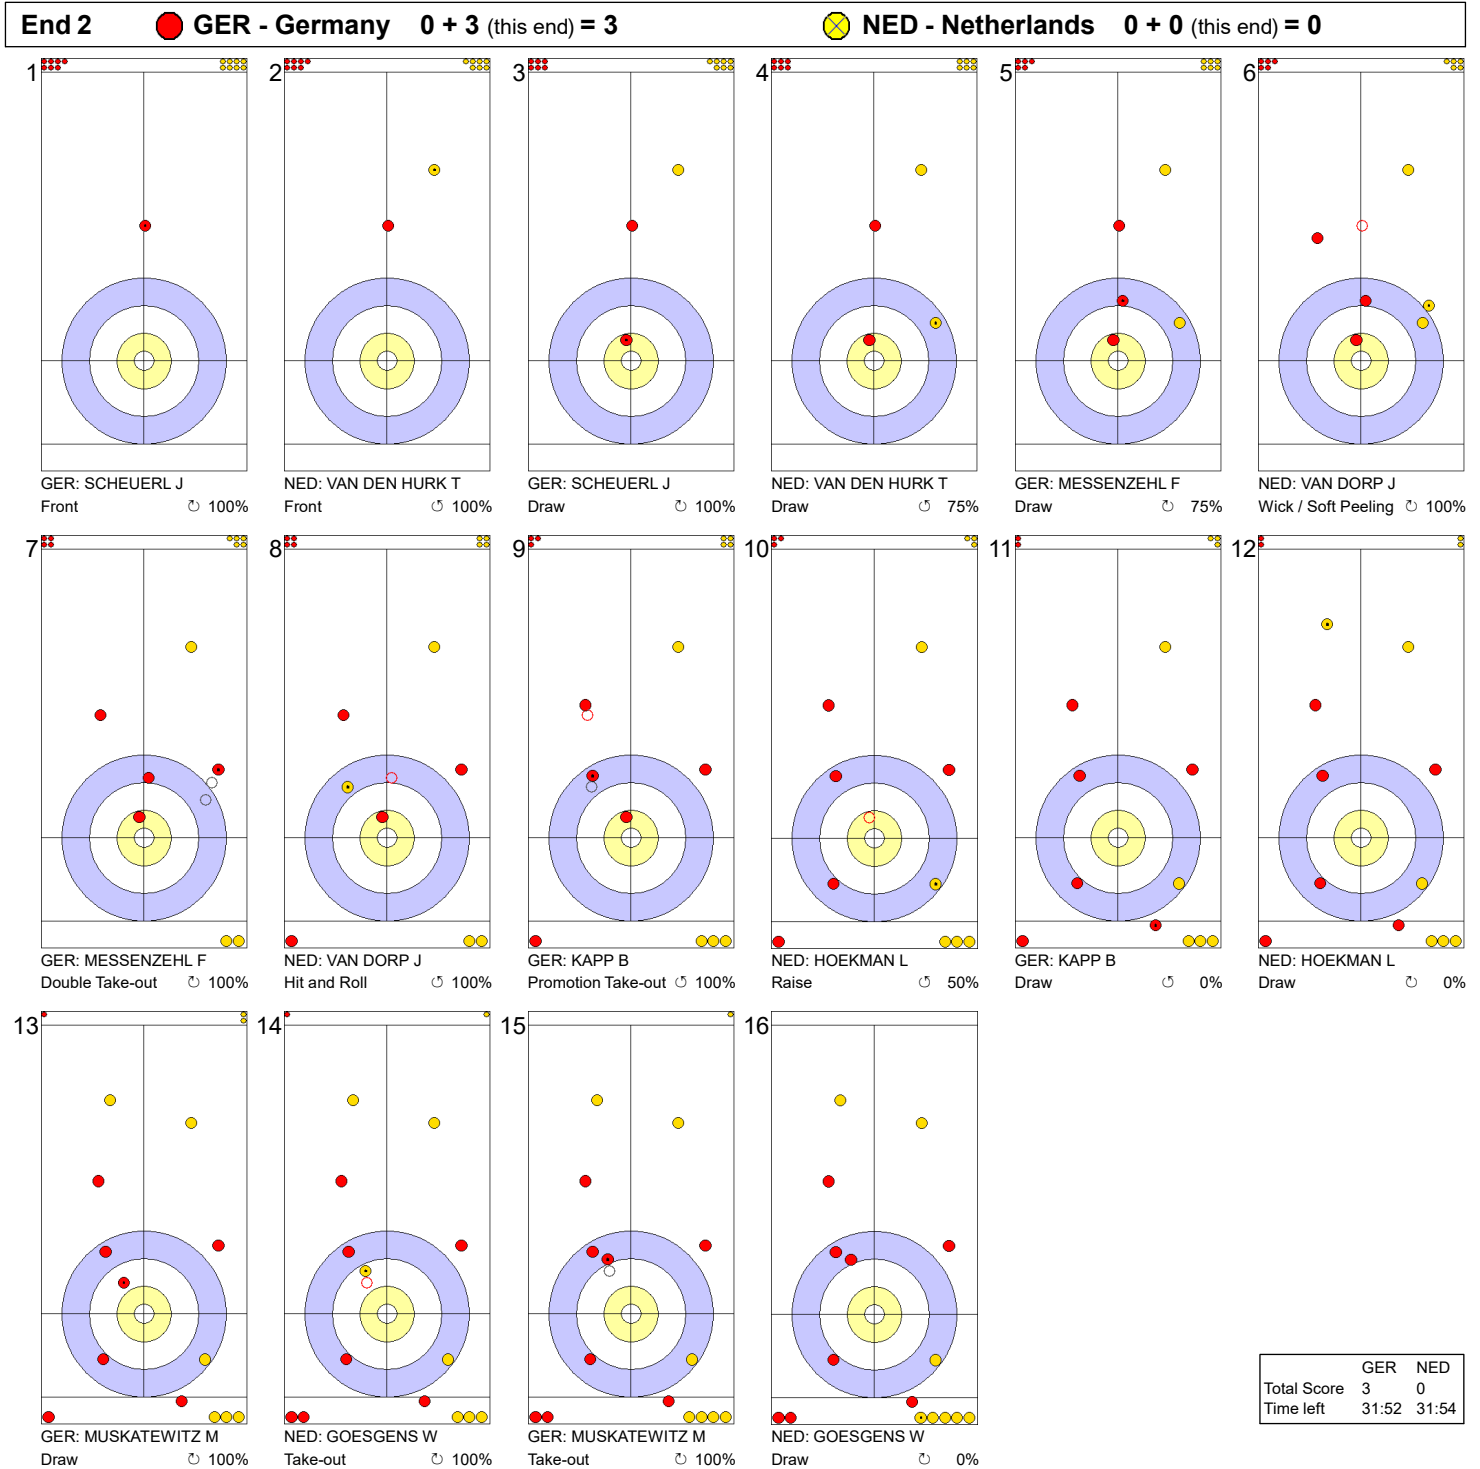 End 2 GER - Germany 0 + 3 (this end) = 3 NED - Netherlands 0 + 0 (this end) = 0
1 2 3 4 5 6
GER: SCHEUERL J NED: VAN DEN HURK T GER: SCHEUERL J NED: VAN DEN HURK T GER: MESSENZEHL F NED: VAN DORP J
Front ↻ 100% Front ↺ 100% Draw ↻ 100% Draw ↺ 75% Draw ↻ 75% Wick / Soft Peeling ↻ 100%
7 8 9 10 11 12
GER: MESSENZEHL F NED: VAN DORP J GER: KAPP B NED: HOEKMAN L GER: KAPP B NED: HOEKMAN L
Double Take-out ↻ 100% Hit and Roll ↺ 100% Promotion Take-out ↺ 100% Raise ↺ 50% Draw ↻ 0% Draw ↻ 0%
13 14 15 16
GER: MUSKATEWITZ M NED: GOESGENS W GER: MUSKATEWITZ M NED: GOESGENS W
Draw ↻ 100% Take-out ↻ 100% Take-out ↻ 100% Draw ↻ 0%
GER NED
Total Score 3 0
Time left 31:52 31:54